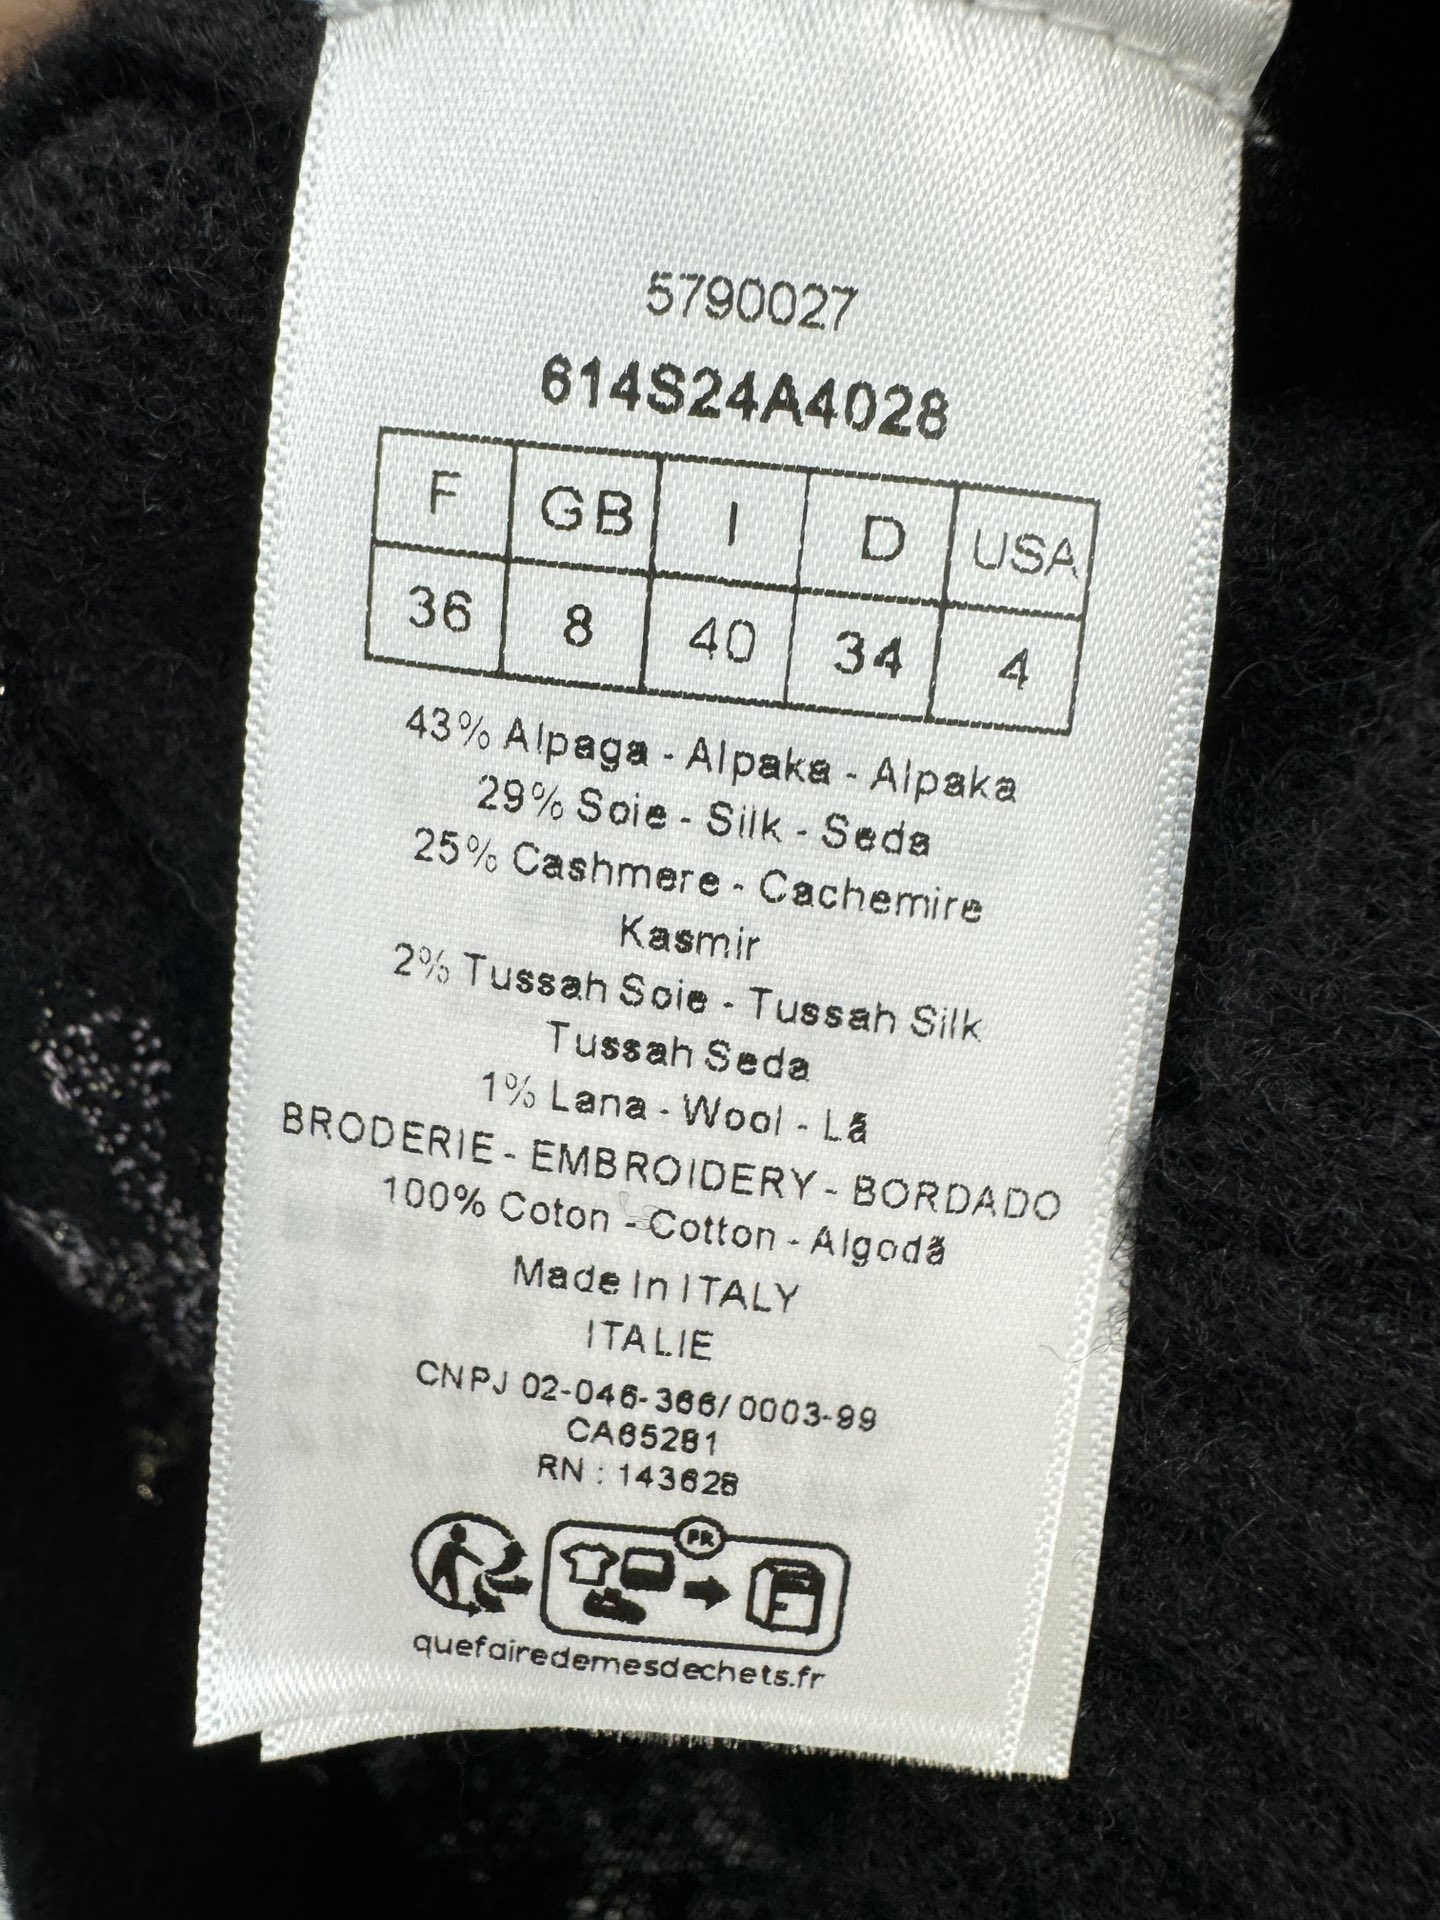 5790027
614S24A4028
F GB I D USA
36 8 40 34 4
43% Alpaga - Alpaka - Alpaka
29% Soie - Silk - Seda
25% Cashmere - Cachemire
Kasmir
2% Tussah Soie - Tussah Silk
Tussah Seda
1% Lana - Wool - Lã
BRODERIE - EMBROIDERY - BORDADO
100% Coton - Cotton - Algodã
Made In ITALY
ITALIE
CNPJ 02-046-366/0003-99
CA65281
RN : 143628
FR
quefairedemesdechets.fr